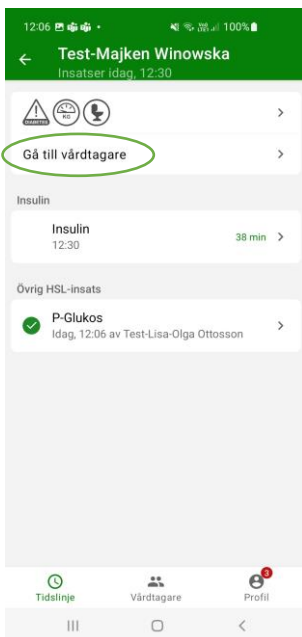 12:06 100%
Test-Majken Winowska
Insatser idag, 12:30
DIABETES KG
Gå till vårdtagare
Insulin
Insulin
12:30
38 min
Övrig HSL-insats
P-Glukos
Idag, 12:06 av Test-Lisa-Olga Ottosson
3
Tidslinje Vårdtagare Profil